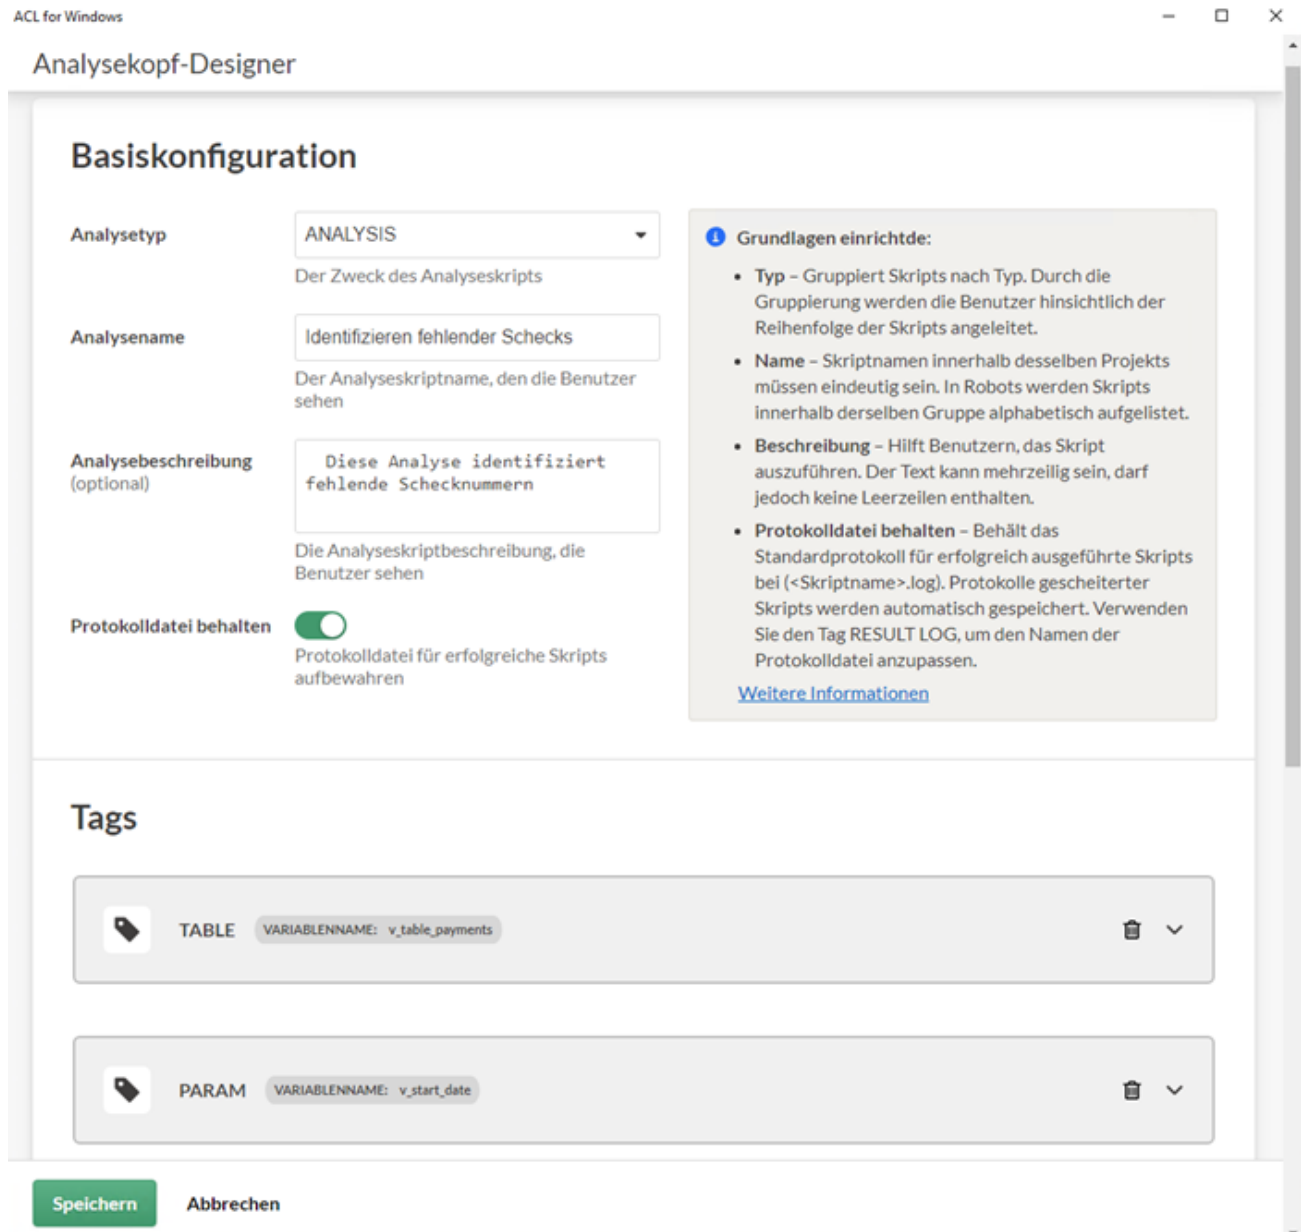 ACL for Windows
Analysekopf-Designer
Basiskonfiguration
Analysetyp
ANALYSIS
Der Zweck des Analyseskripts
Analysename
Identifizieren fehlender Schecks
Der Analyseskriptname, den die Benutzer
sehen
Analysebeschreibung
(optional)
Diese Analyse identifiziert
fehlende Schecknummern
Die Analyseskriptbeschreibung, die
Benutzer sehen
Protokolldatei behalten
Protokolldatei für erfolgreiche Skripts
aufbewahren
Grundlagen einrichtde:
• Typ – Gruppiert Skripts nach Typ. Durch die
Gruppierung werden die Benutzer hinsichtlich der
Reihenfolge der Skripts angeleitet.
• Name – Skriptnamen innerhalb desselben Projekts
müssen eindeutig sein. In Robots werden Skripts
innerhalb derselben Gruppe alphabetisch aufgelistet.
• Beschreibung – Hilft Benutzern, das Skript
auszuführen. Der Text kann mehrzeilig sein, darf
jedoch keine Leerzeilen enthalten.
• Protokolldatei behalten – Behält das
Standardprotokoll für erfolgreich ausgeführte Skripts
bei (<Skriptname>.log). Protokolle gescheiterter
Skripts werden automatisch gespeichert. Verwenden
Sie den Tag RESULT LOG, um den Namen der
Protokolldatei anzupassen.
Weitere Informationen
Tags
TABLE VARIABLENNAME: v_table_payments
PARAM VARIABLENNAME: v_start_date
Speichern Abbrechen